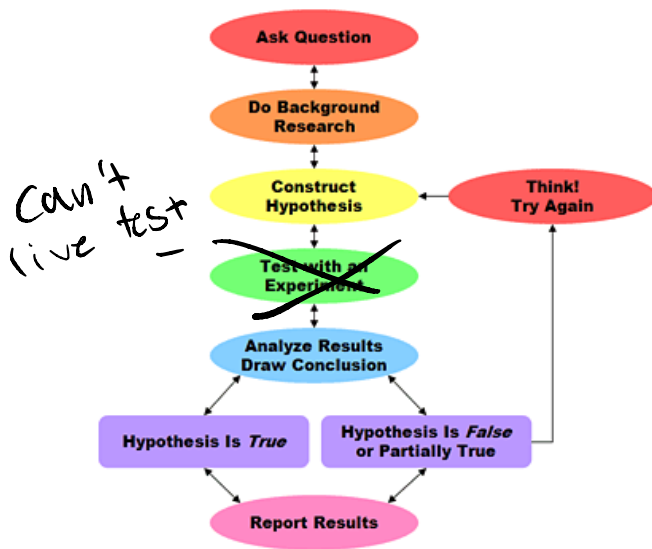 Ask Question
Do Background
Research
Construct
Hypothesis
Think!
Try Again
can't
live test
Test with an
Experiment
Analyze Results
Draw Conclusion
Hypothesis Is True
Hypothesis Is False
or Partially True
Report Results